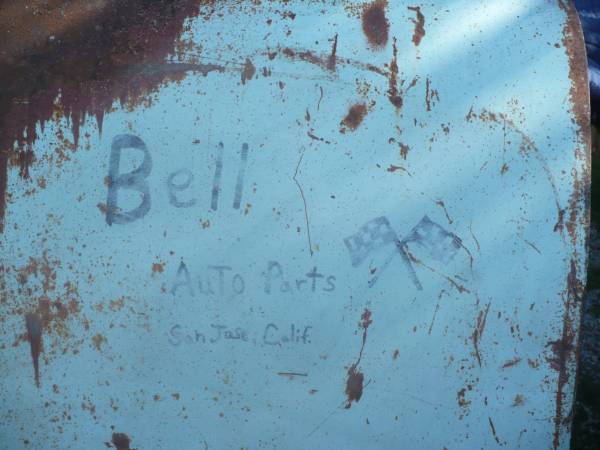 Bell
Auto Parts
San Jose, Calif.